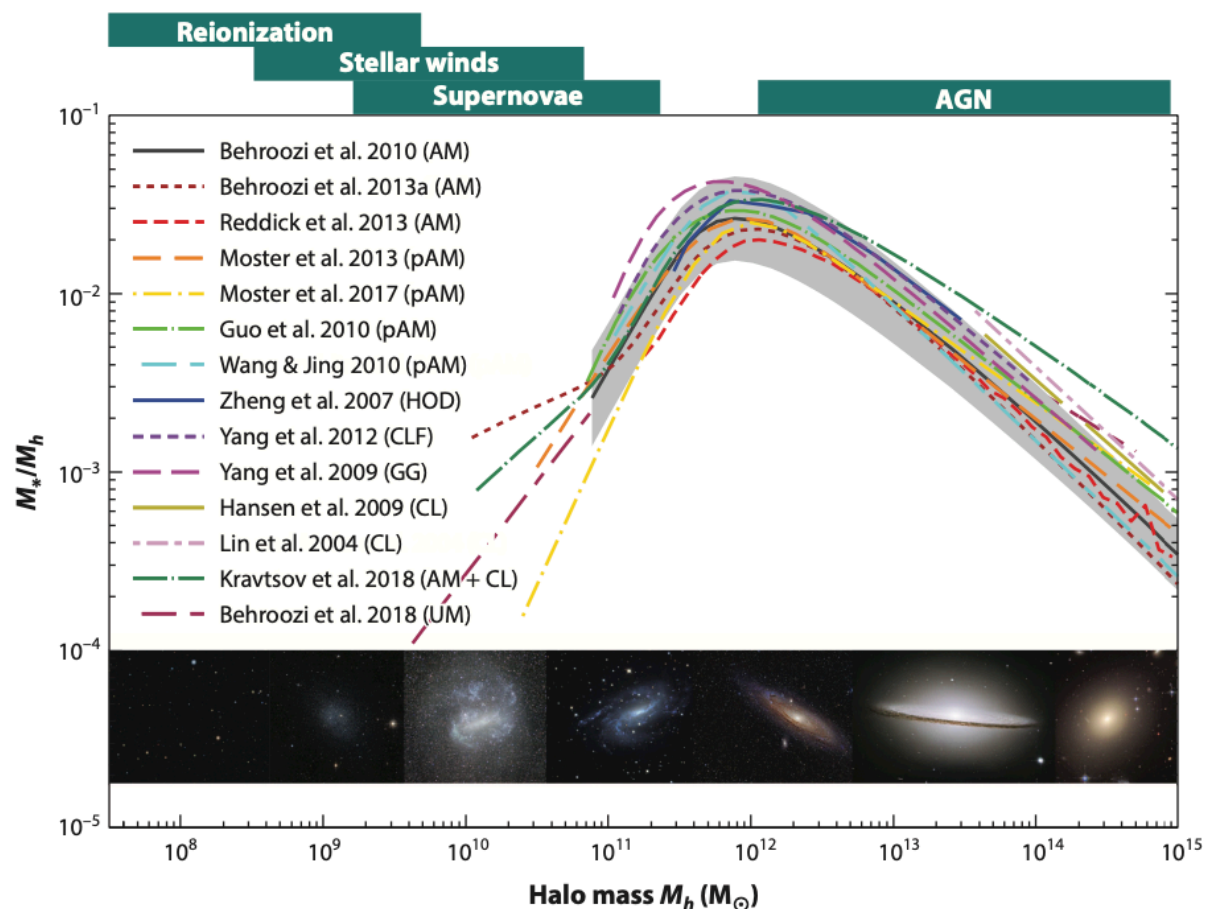 Reionization
Stellar winds
Supernovae
AGN
10⁻¹
10⁻²
10⁻³
10⁻⁴
10⁻⁵
M*/Mh
Behroozi et al. 2010 (AM)
Behroozi et al. 2013a (AM)
Reddick et al. 2013 (AM)
Moster et al. 2013 (pAM)
Moster et al. 2017 (pAM)
Guo et al. 2010 (pAM)
Wang & Jing 2010 (pAM)
Zheng et al. 2007 (HOD)
Yang et al. 2012 (CLF)
Yang et al. 2009 (GG)
Hansen et al. 2009 (CL)
Lin et al. 2004 (CL)
Kravtsov et al. 2018 (AM + CL)
Behroozi et al. 2018 (UM)
10⁸ 10⁹ 10¹⁰ 10¹¹ 10¹² 10¹³ 10¹⁴ 10¹⁵
Halo mass Mh (M☉)